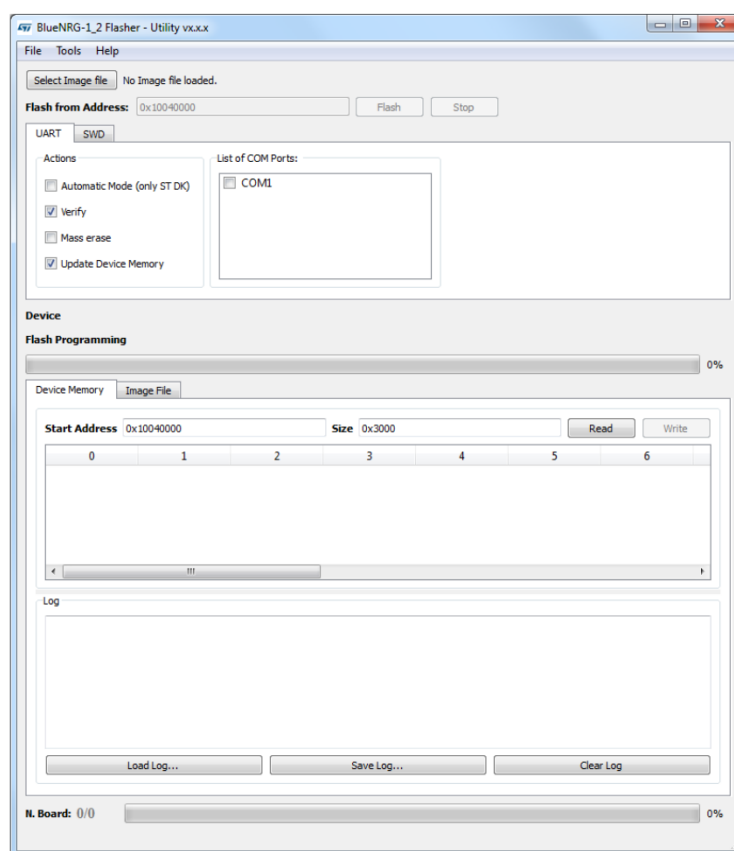 BlueNRG-1_2 Flasher - Utility vx.x.x
File Tools Help
Select Image file No Image file loaded.
Flash from Address: 0x10040000 Flash Stop
UART SWD
Actions List of COM Ports:
Automatic Mode (only ST DK) COM1
Verify
Mass erase
Update Device Memory
Device
Flash Programming
0%
Device Memory Image File
Start Address 0x10040000 Size 0x3000 Read Write
0 1 2 3 4 5 6
Log
Load Log... Save Log... Clear Log
N. Board: 0/0 0%